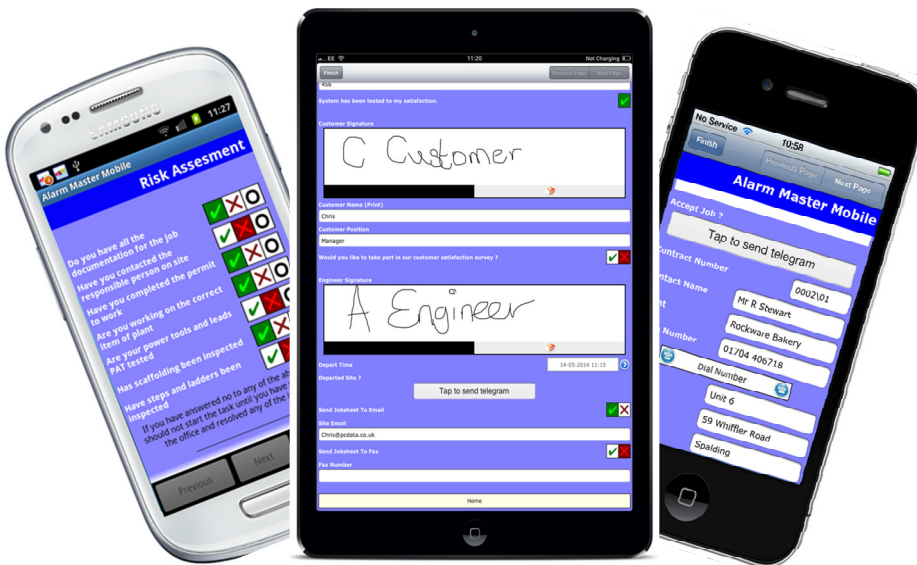 SAMSUNG
11:27
Alarm Master Mobile
Risk Assesment
Do you have all the
documentation for the job
Have you contacted the
responsible person on site
Have you completed the permit
to work
Are you working on the correct
item of plant
Are your power tools and leads
PAT tested
Has scaffolding been inspected
Have steps and ladders been
inspected
If you have answered no to any of the
should not start the task until you have
the office and resolved any of the
Previous
Next
EE 11:20 Not Charging
Finish Previous Page Next Page
456
System has been tested to my satisfaction.
Customer Signature
C Customer
Customer Name (Print)
Chris
Customer Position
Manager
Would you like to take part in our customer satisfaction survey ?
Engineer Signature
A Engineer
Depart Time 14-05-2014 11:15
Departed Site ?
Tap to send telegram
Send Jobsheet To Email
Site Email
Chris@pcdata.co.uk
Send Jobsheet To Fax
Fax Number
Home
No Service 10:58
Finish Previous Page Next Page
Alarm Master Mobile
Accept Job ?
Tap to send telegram
Contract Number 0002\01
Contact Name Mr R Stewart
Rockware Bakery
Number 01704 406718
Dial Number
Unit 6
59 Whiffler Road
Spalding